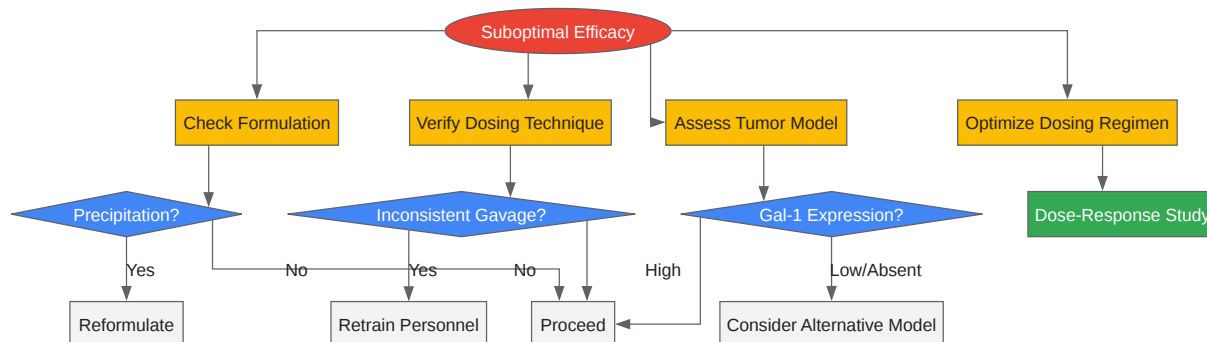 Suboptimal Efficacy
Check Formulation
Verify Dosing Technique
Assess Tumor Model
Optimize Dosing Regimen
Precipitation?
Inconsistent Gavage?
Gal-1 Expression?
Dose-Response Study
Yes
No
Yes
No
High
Low/Absent
Reformulate
Retrain Personnel
Proceed
Consider Alternative Model